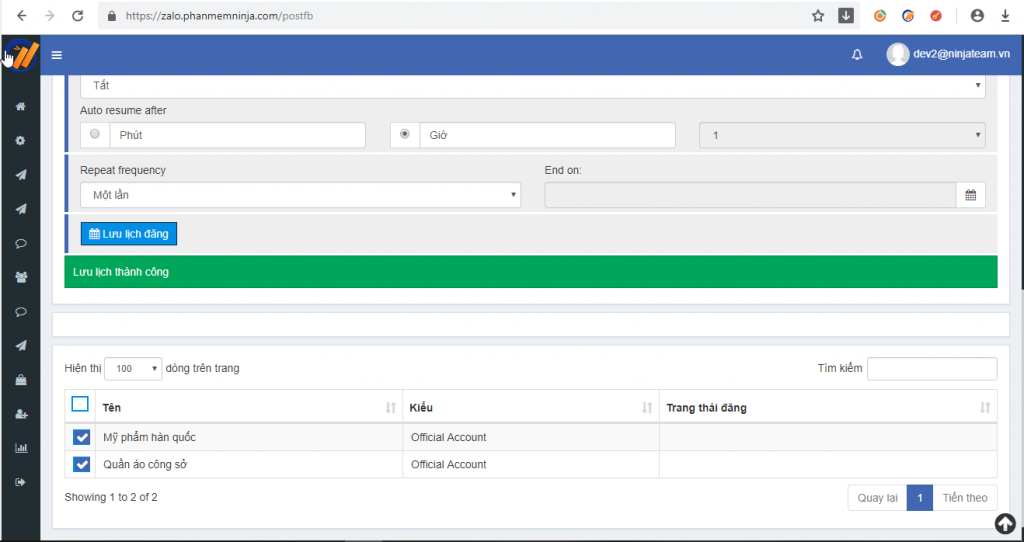 https://zalo.phanmemninja.com/postfb
dev2@ninjateam.vn
Tất
Auto resume after
Phút Giờ 1
Repeat frequency End on:
Một lần
Lưu lịch đăng
Lưu lịch thành công
Hiện thị 100 dòng trên trang Tìm kiếm
Tên Kiểu Trang thái đăng
Mỹ phẩm hàn quốc Official Account
Quần áo công sở Official Account
Showing 1 to 2 of 2
Quay lại 1 Tiến theo